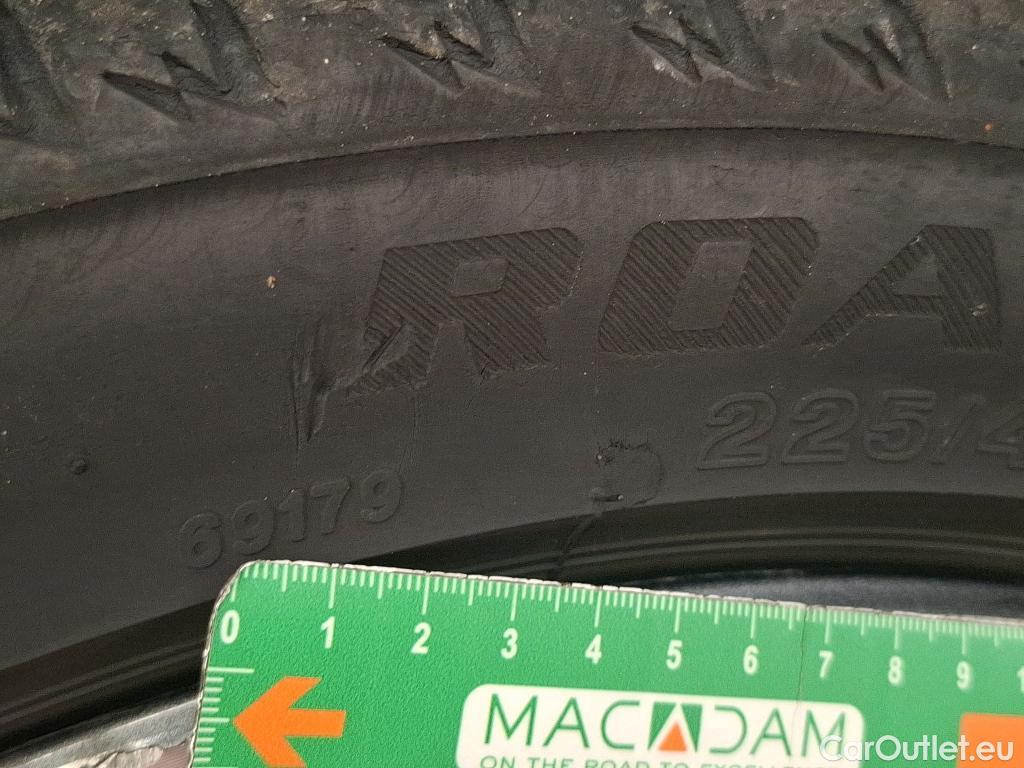 ROA
225/4
69179
0 1 2 3 4 5 6 7 8 9 1
MACADAM
ON THE ROAD TO EXCELLENCE
CarOutlet.eu